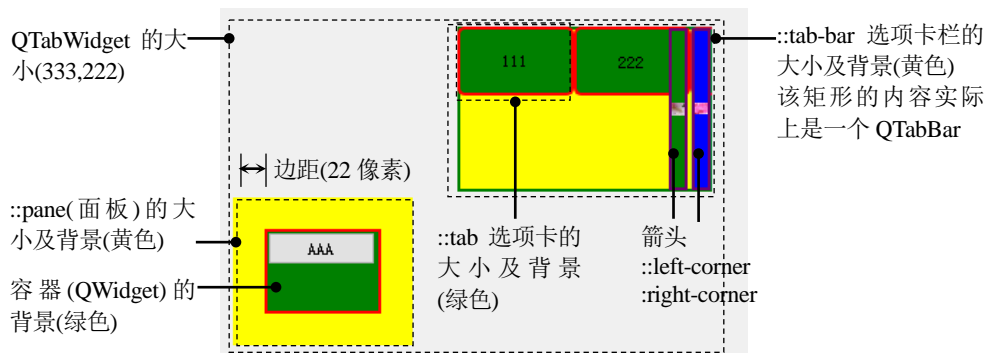 QTabWidget 的大
小(333,222)
111
222
::tab-bar 选项卡栏的
大小及背景(黄色)
该矩形的内容实际
上是一个 QTabBar
边距(22 像素)
::pane(面板)的大
小及背景(黄色)
AAA
容器(QWidget)的
背景(绿色)
::tab 选项卡的
大小及背景
(绿色)
箭头
::left-corner
:right-corner